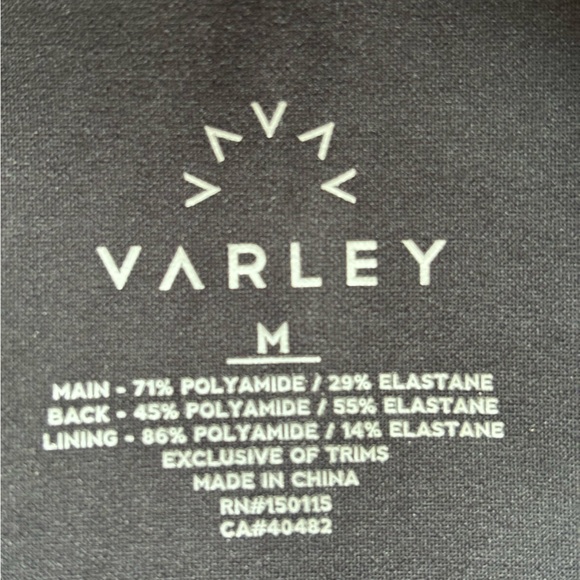 VARLEY
M
MAIN - 71% POLYAMIDE / 29% ELASTANE
BACK - 45% POLYAMIDE / 55% ELASTANE
LINING - 86% POLYAMIDE / 14% ELASTANE
EXCLUSIVE OF TRIMS
MADE IN CHINA
RN#150115
CA#40482